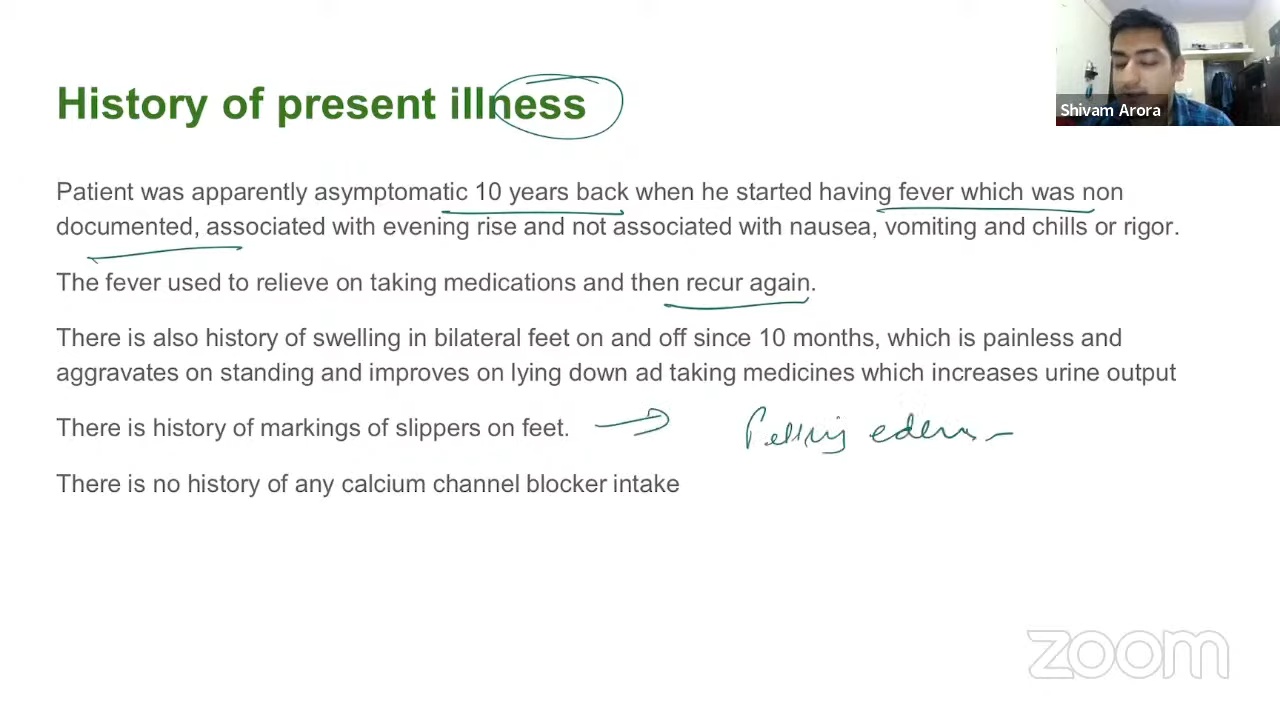 History of present illness
Shivam Arora
Patient was apparently asymptomatic 10 years back when he started having fever which was non
documented, associated with evening rise and not associated with nausea, vomiting and chills or rigor.
The fever used to relieve on taking medications and then recur again.
There is also history of swelling in bilateral feet on and off since 10 months, which is painless and
aggravates on standing and improves on lying down ad taking medicines which increases urine output
There is history of markings of slippers on feet.
edema
There is no history of any calcium channel blocker intake
zoom